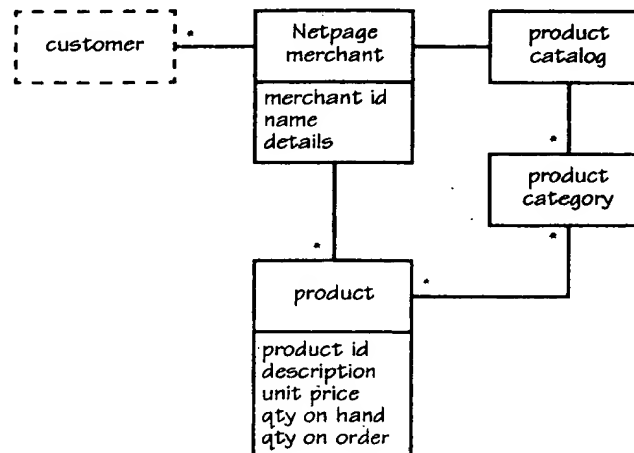 customer
*
Netpage
merchant
merchant id
name
details
product
catalog
*
product
category
*
*
*
product
product id
description
unit price
qty on hand
qty on order